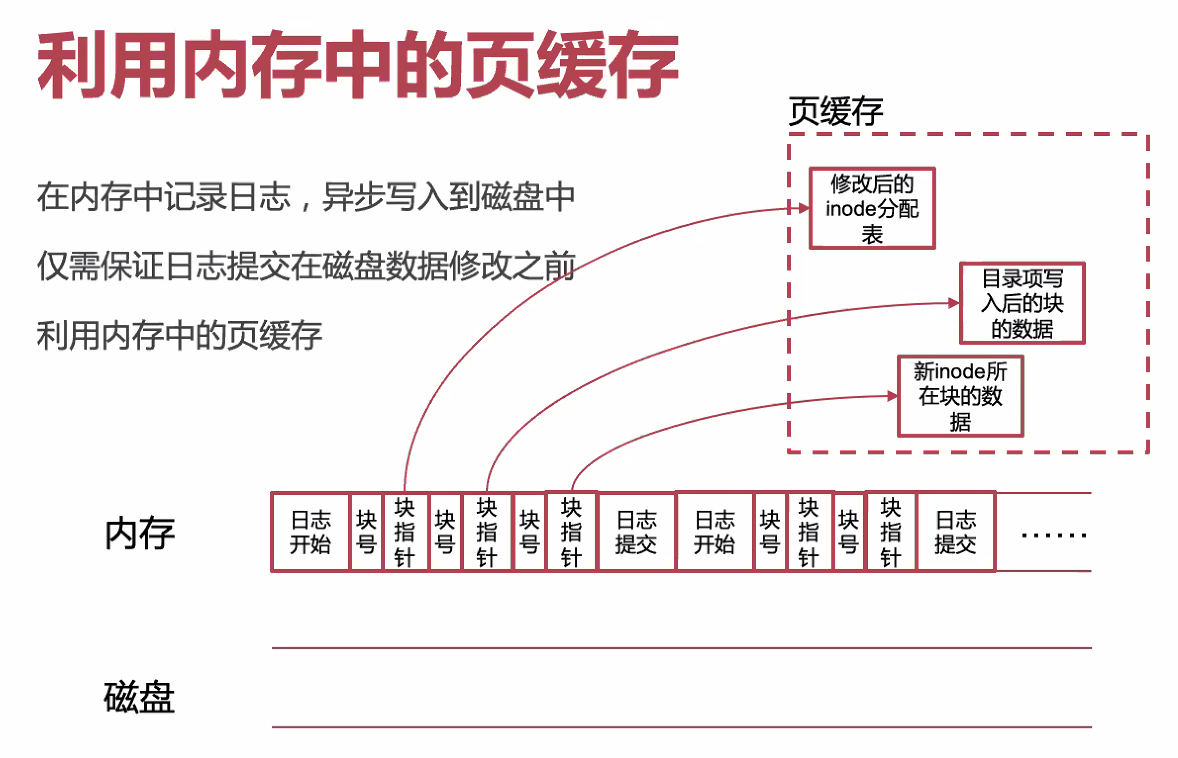 利用内存中的页缓存
在内存中记录日志，异步写入到磁盘中
仅需保证日志提交在磁盘数据修改之前
利用内存中的页缓存
页缓存
修改后的
inode分配
表
目录项写
入后的块
的数据
新inode所
在块的数
据
内存
日志
开始
块
号
块
指
针
块
号
块
指
针
块
号
块
指
针
日志
提交
日志
开始
块
号
块
指
针
块
号
块
指
针
日志
提交
……
磁盘